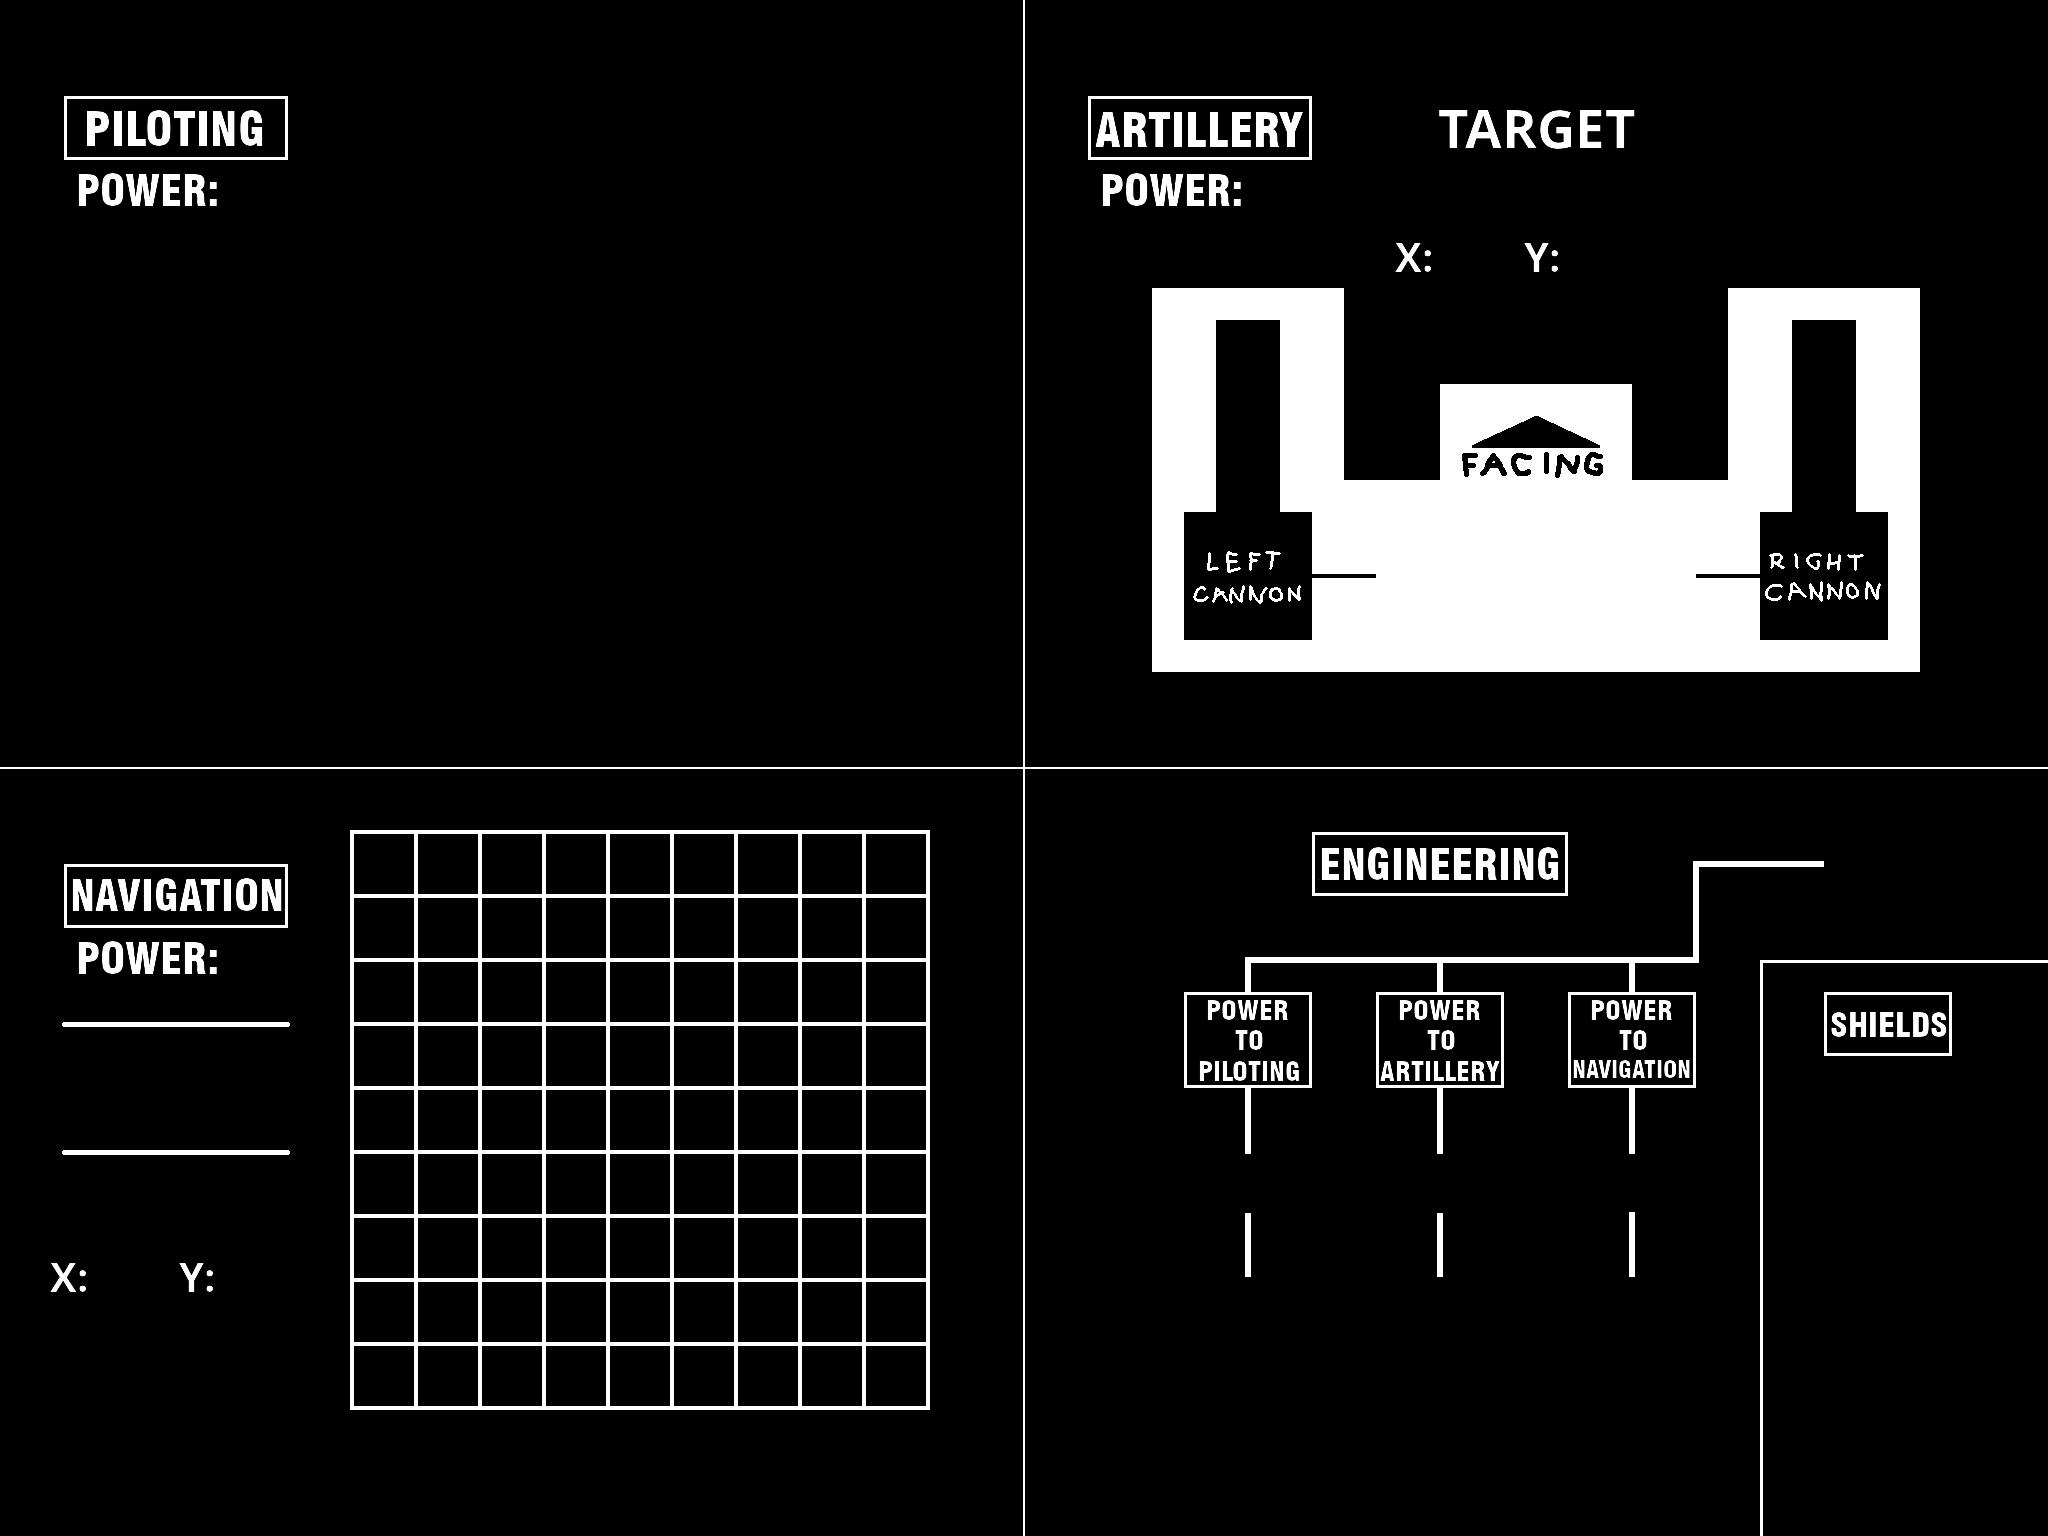 PILOTING
POWER:
ARTILLERY
TARGET
POWER:
X: Y:
FACING
LEFT
CANNON
RIGHT
CANNON
NAVIGATION
POWER:
X: Y:
ENGINEERING
POWER
TO
PILOTING
POWER
TO
ARTILLERY
POWER
TO
NAVIGATION
SHIELDS